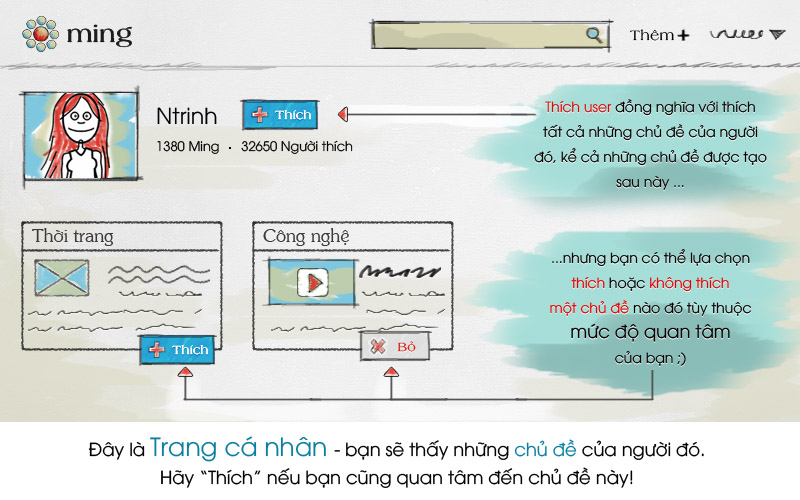 ming
Thêm +
Ntrinh
+ Thích
1380 Ming • 32650 Người thích
Thích user đồng nghĩa với thích
tất cả những chủ đề của người
đó, kể cả những chủ đề được tạo
sau này ...
Thời trang
+ Thích
Công nghệ
Bỏ
...nhưng bạn có thể lựa chọn
thích hoặc không thích
một chủ đề nào đó tùy thuộc
mức độ quan tâm
của bạn ;)
Đây là Trang cá nhân - bạn sẽ thấy những chủ đề của người đó.
Hãy “Thích” nếu bạn cũng quan tâm đến chủ đề này!